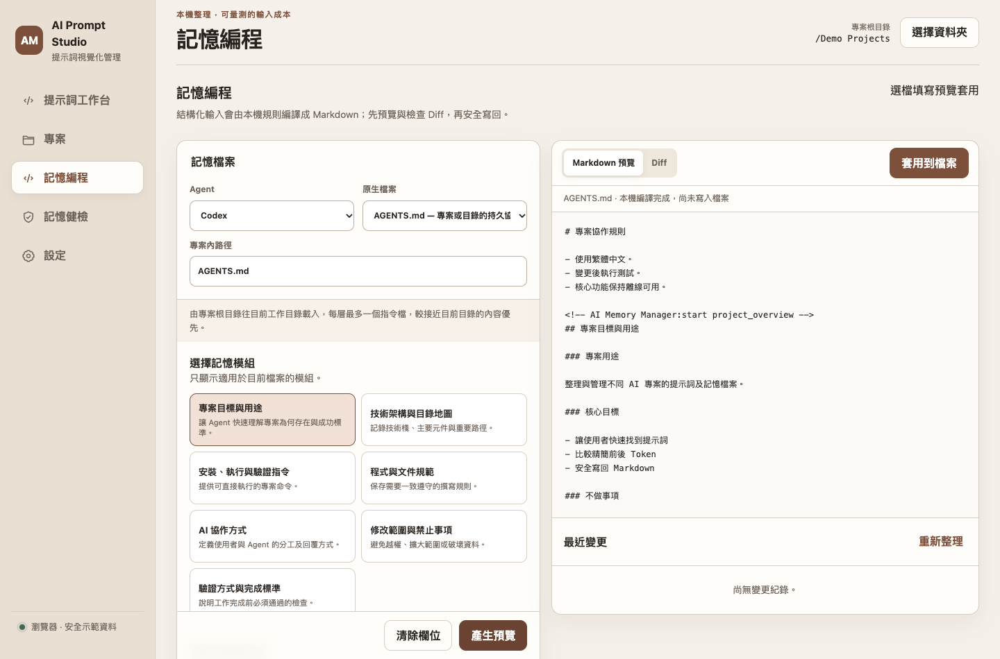 AM
AI Prompt
Studio
提示詞視覺化管理
提示詞工作台
專案
記憶編程
記憶健檢
設定
瀏覽器 · 安全示範資料
本機整理 · 可量測的輸入成本
記憶編程
專案根目錄
/Demo Projects
選擇資料夾
記憶編程
選檔填寫預覽套用
結構化輸入會由本機規則編譯成 Markdown；先預覽與檢查 Diff，再安全寫回。
記憶檔案
Agent
原生檔案
Codex
AGENTS.md — 專案或目錄的持久協
專案內路徑
AGENTS.md
由專案根目錄往目前工作目錄載入，每層最多一個指令檔，較接近目前目錄的內容優
先。
選擇記憶模組
只顯示適用於目前檔案的模組。
專案目標與用途
讓 Agent 快速理解專案為何存在與成功標
準。
技術架構與目錄地圖
記錄技術棧、主要元件與重要路徑。
安裝、執行與驗證指令
提供可直接執行的專案命令。
程式與文件規範
保存需要一致遵守的撰寫規則。
AI 協作方式
定義使用者與 Agent 的分工及回覆方式。
修改範圍與禁止事項
避免越權、擴大範圍或破壞資料。
驗證方式與完成標準
說明工作完成前必須通過的檢查。
清除欄位
產生預覽
Markdown 預覽
Diff
套用到檔案
AGENTS.md · 本機編譯完成，尚未寫入檔案
# 專案協作規則
- 使用繁體中文。
- 變更後執行測試。
- 核心功能保持離線可用。
<!-- AI Memory Manager:start project_overview -->
## 專案目標與用途
### 專案用途
整理與管理不同 AI 專案的提示詞及記憶檔案。
### 核心目標
- 讓使用者快速找到提示詞
- 比較精簡前後 Token
- 安全寫回 Markdown
### 不做事項
最近變更
重新整理
尚無變更紀錄。